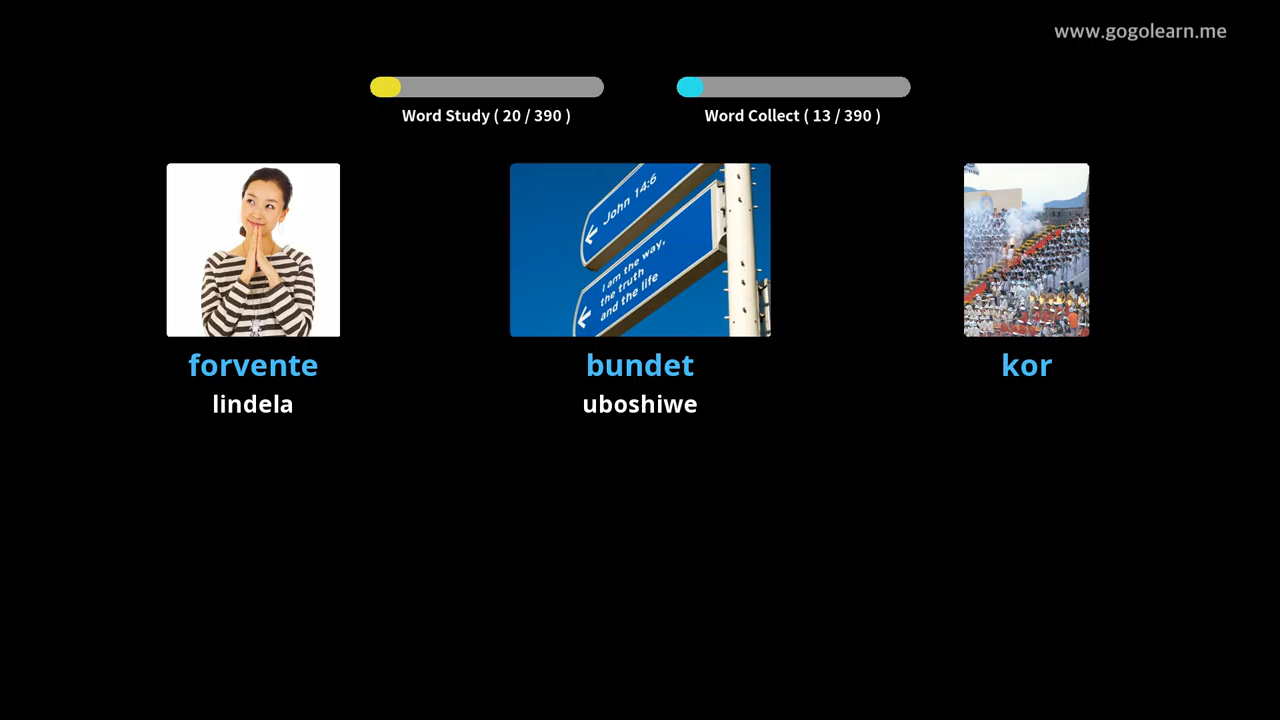 www.gogolearn.me
Word Study ( 20 / 390 )
Word Collect ( 13 / 390 )
John 14:6
I am the way,
the truth
and the life
forvente
bundet
kor
lindela
uboshiwe